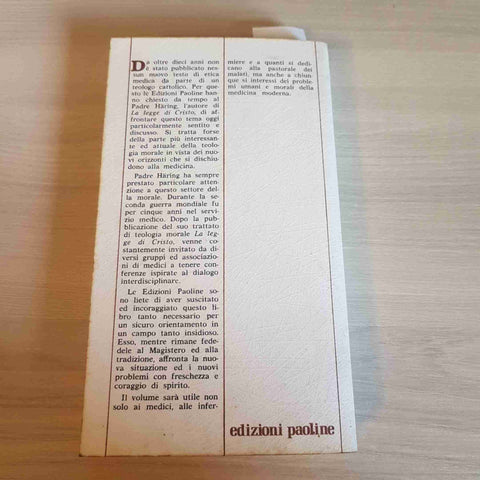 Da oltre dieci anni non
è stato pubblicato nes-
sun nuovo testo di etica
medica da parte di un
teologo cattolico. Per que-
sto le Edizioni Paoline han-
no chiesto da tempo al
Padre Häring, l'autore di
La legge di Cristo, di af-
frontare questo tema oggi
particolarmente sentito e
discusso. Si tratta forse
della parte più interessan-
te ed attuale della teolo-
gia morale in vista dei nuo-
vi orizzonti che si dischiu-
dono alla medicina.
Padre Häring ha sempre
prestato particolare atten-
zione a questo settore del-
la morale. Durante la se-
conda guerra mondiale fu
per cinque anni nel servi-
zio medico. Dopo la pub-
blicazione del suo trattato
di teologia morale La leg-
ge di Cristo, venne co-
stantemente invitato da di-
versi gruppi ed associazio-
ni di medici a tenere con-
ferenze ispirate al dialogo
interdisciplinare.
Le Edizioni Paoline so-
no liete di aver suscitato
ed incoraggiato questo li-
bro tanto necessario per
un sicuro orientamento in
un campo tanto insidioso.
Esso, mentre rimane fede-
dele al Magistero ed alla
tradizione, affronta la nuo-
va situazione ed i nuovi
problemi con freschezza e
coraggio di spirito.
Il volume sarà utile non
solo ai medici, alle infer-
miere e a quanti si dedi-
cano alla pastorale dei
malati, ma anche a chiun-
que si interessi dei proble-
mi umani e morali della
medicina moderna.
edizioni paoline